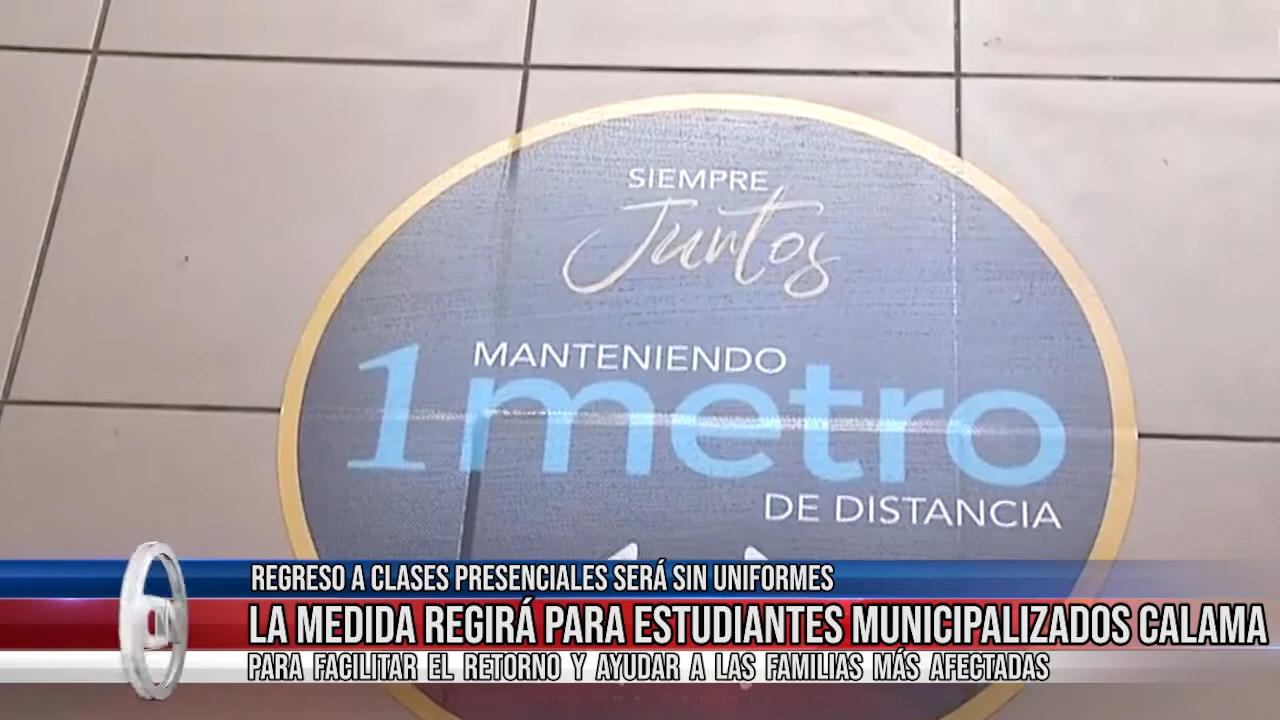 SIEMPRE
Juntos
MANTENIENDO
1metro
DE DISTANCIA
REGRESO A CLASES PRESENCIALES SERÁ SIN UNIFORMES
LA MEDIDA REGIRÁ PARA ESTUDIANTES MUNICIPALIZADOS CALAMA
PARA FACILITAR EL RETORNO Y AYUDAR A LAS FAMILIAS MÁS AFECTADAS